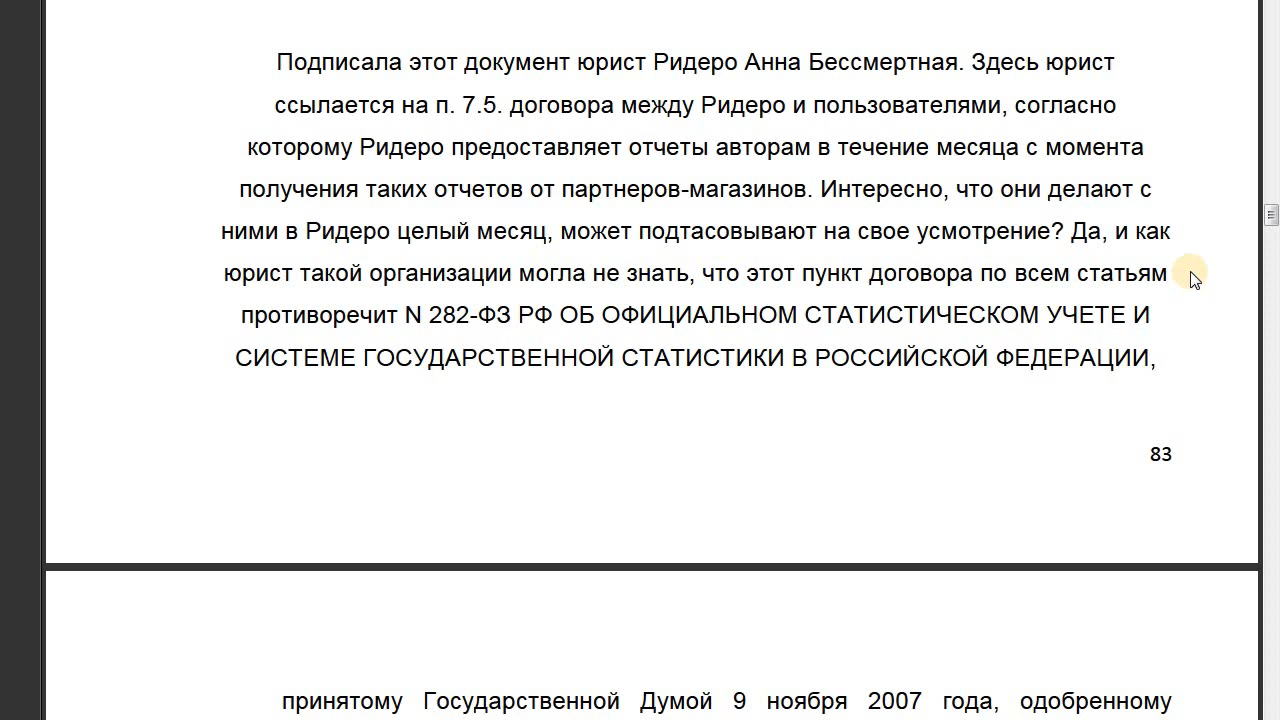 Подписала этот документ юрист Ридеро Анна Бессмертная. Здесь юрист
ссылается на п. 7.5. договора между Ридеро и пользователями, согласно
которому Ридеро предоставляет отчеты авторам в течение месяца с момента
получения таких отчетов от партнеров-магазинов. Интересно, что они делают с
ними в Ридеро целый месяц, может подтасовывают на свое усмотрение? Да, и как
юрист такой организации могла не знать, что этот пункт договора по всем статьям
противоречит N 282-ФЗ РФ ОБ ОФИЦИАЛЬНОМ СТАТИСТИЧЕСКОМ УЧЕТЕ И
СИСТЕМЕ ГОСУДАРСТВЕННОЙ СТАТИСТИКИ В РОССИЙСКОЙ ФЕДЕРАЦИИ,
83
принятому Государственной Думой 9 ноября 2007 года, одобренному